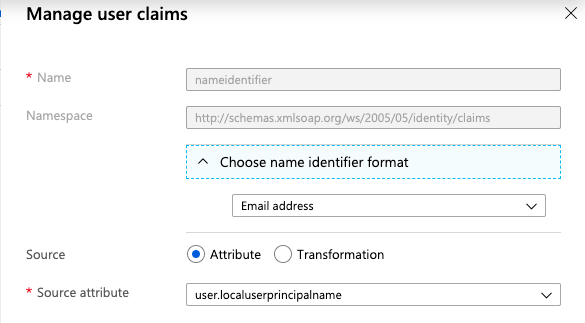 Manage user claims
* Name
nameidentifier
Namespace
http://schemas.xmlsoap.org/ws/2005/05/identity/claims
Choose name identifier format
Email address
Source
Attribute
Transformation
* Source attribute
user.localuserprincipalname